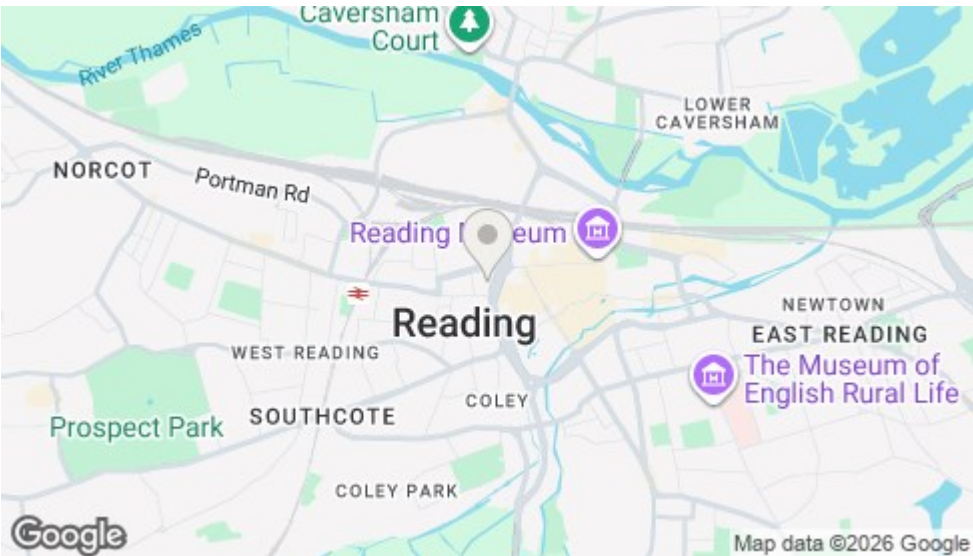 Caversham
Court
River Thames
LOWER
CAVERSHAM
NORCOT
Portman Rd
Reading
Reading
NEWTOWN
EAST READING
WEST READING
The Museum of
English Rural Life
COLEY
SOUTHCOTE
Prospect Park
COLEY PARK
Google
Map data ©2026 Google